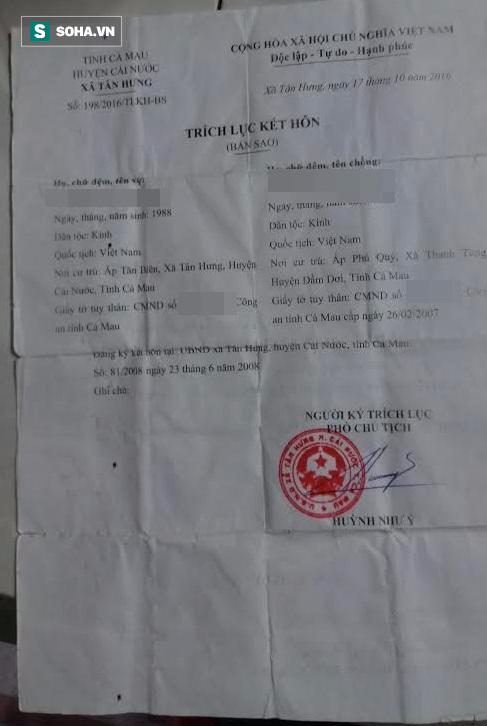 S SOHA.VN
TỈNH CÀ MAU
HUYỆN CÁI NƯỚC
XÃ TÂN HƯNG
Số: 198/2016/TLKH-BS
CỘNG HÒA XÃ HỘI CHỦ NGHĨA VIỆT NAM
Độc lập - Tự do - Hạnh phúc
Xã Tân Hưng, ngày 17 tháng 10 năm 2016
TRÍCH LỤC KẾT HÔN
(BẢN SAO)
Họ, chữ đệm, tên vợ:
Ngày, tháng, năm sinh: 1988
Dân tộc: Kinh
Quốc tịch: Việt Nam
Nơi cư trú: Ấp Tân Biên, Xã Tân Hưng, Huyện
Cái Nước, Tỉnh Cà Mau
Giấy tờ tùy thân: CMND số Công
an tỉnh Cà Mau
Họ, chữ đệm, tên chồng:
Ngày, tháng, năm
Dân tộc: Kinh
Quốc tịch: Việt Nam
Nơi cư trú: Ấp Phú Quý, Xã Thanh Tùng,
Huyện Đầm Dơi, Tỉnh Cà Mau
Giấy tờ tùy thân: CMND số Công
an tỉnh Cà Mau cấp ngày 26/02/2007
Đăng ký kết hôn tại: UBND xã Tân Hưng, huyện Cái Nước, tỉnh Cà Mau.
Số: 81/2008 ngày 23 tháng 6 năm 2008
Ghi chú:
NGƯỜI KÝ TRÍCH LỤC
PHÓ CHỦ TỊCH
U.B.N.D XÃ TÂN HƯNG H. CÁI NƯỚC
HUỲNH NHƯ Ý